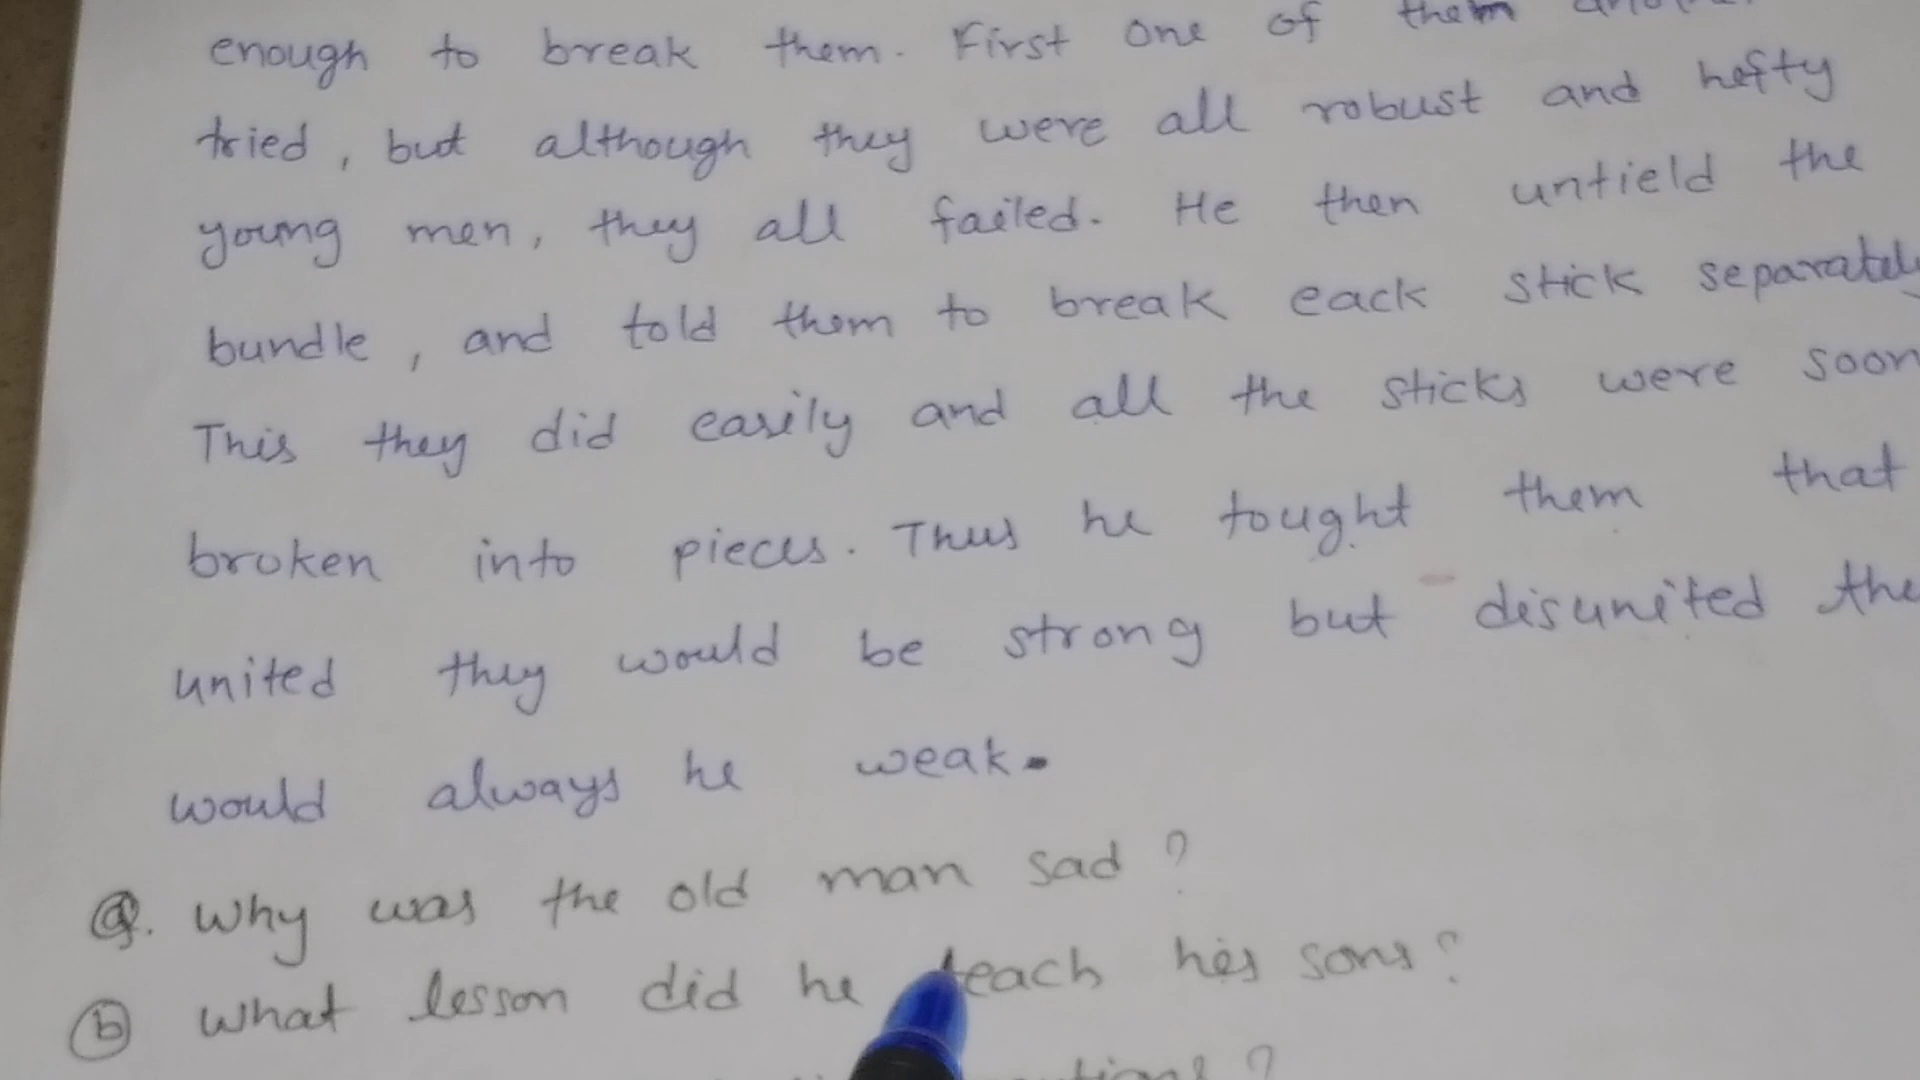 enough to break them. First one of them
tried, but although they were all robust and hefty
young men, they all failed. He then untield the
bundle, and told them to break eack stick separately
This they did easily and all the sticks were soon
broken into pieces. Thus he tought them that
united they would be strong but disunited the
would always he weak.
a. Why was the old man sad?
b What lesson did he teach his sons?